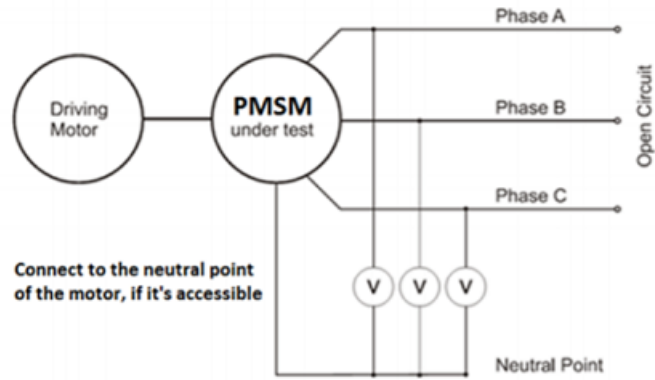 Phase A
Driving
Motor
PMSM
under test
Phase B
Open Circuit
Phase C
Connect to the neutral point
of the motor, if it's accessible
V V V
Neutral Point